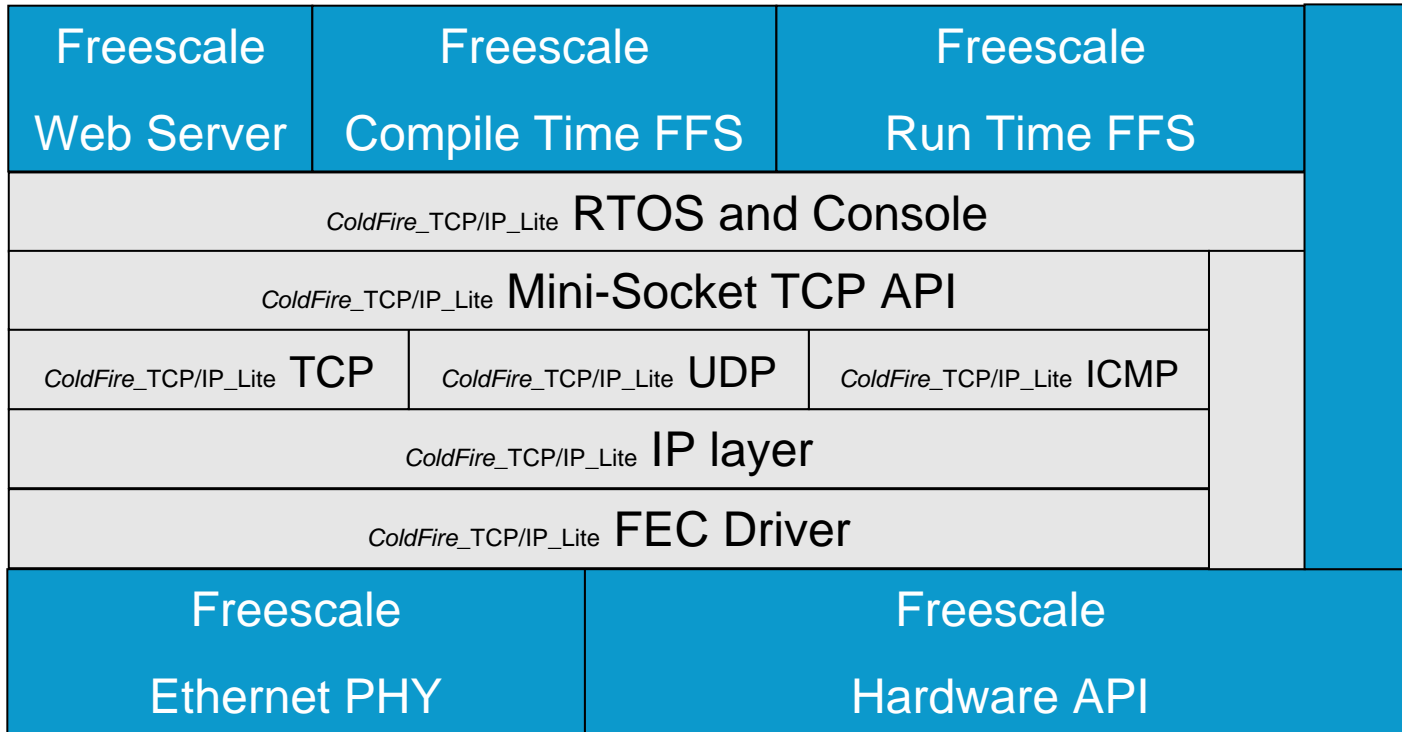 Freescale
Web Server
Freescale
Compile Time FFS
Freescale
Run Time FFS
ColdFire_TCP/IP_Lite RTOS and Console
ColdFire_TCP/IP_Lite Mini-Socket TCP API
ColdFire_TCP/IP_Lite TCP
ColdFire_TCP/IP_Lite UDP
ColdFire_TCP/IP_Lite ICMP
ColdFire_TCP/IP_Lite IP layer
ColdFire_TCP/IP_Lite FEC Driver
Freescale
Ethernet PHY
Freescale
Hardware API